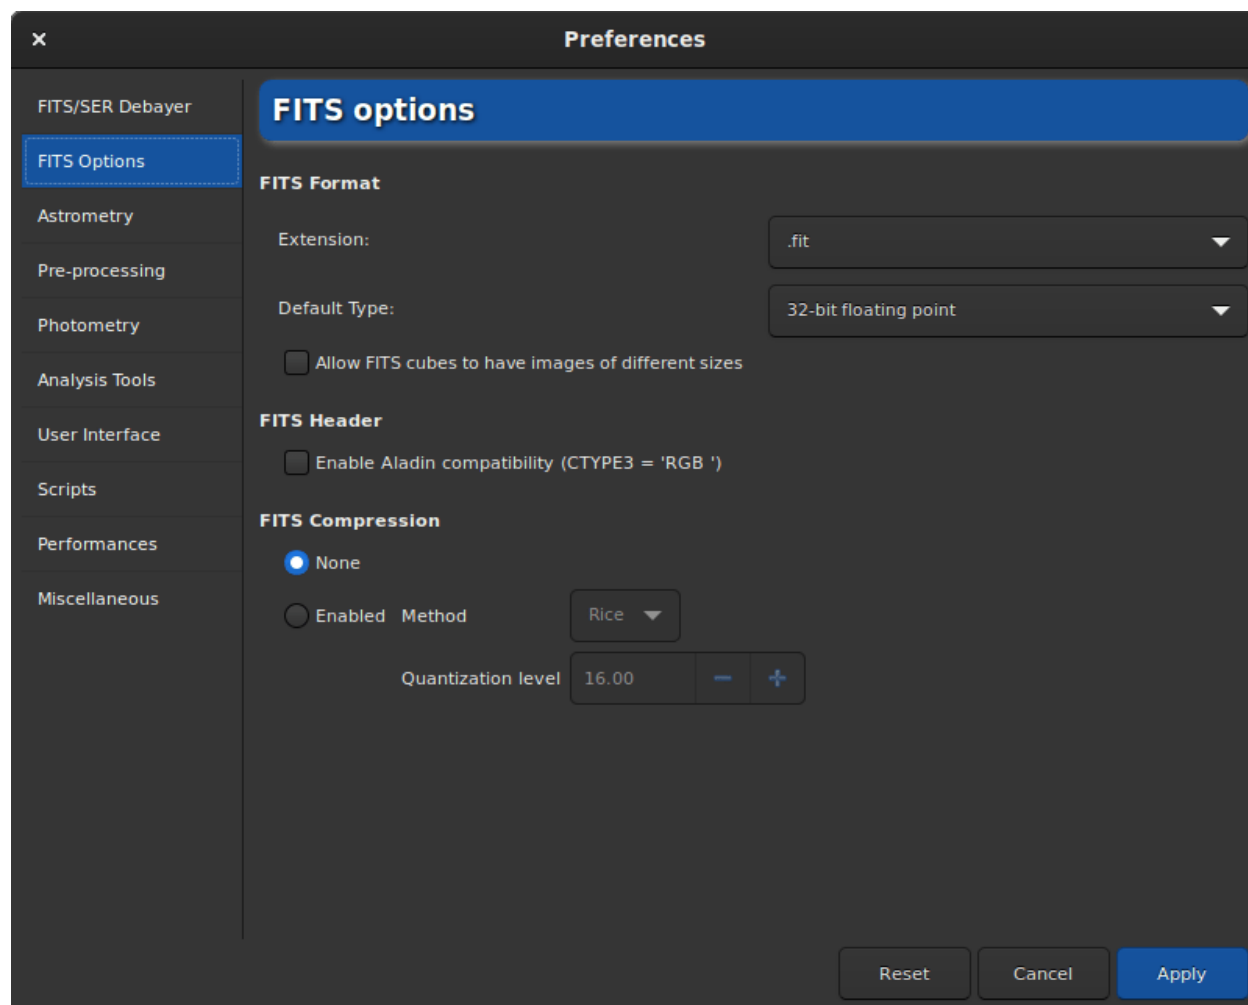 Preferences
FITS/SER Debayer
FITS Options
Astrometry
Pre-processing
Photometry
Analysis Tools
User Interface
Scripts
Performances
Miscellaneous
FITS options
FITS Format
Extension: .fit
Default Type: 32-bit floating point
Allow FITS cubes to have images of different sizes
FITS Header
Enable Aladin compatibility (CTYPE3 = 'RGB ')
FITS Compression
None
Enabled Method Rice
Quantization level 16.00
Reset Cancel Apply